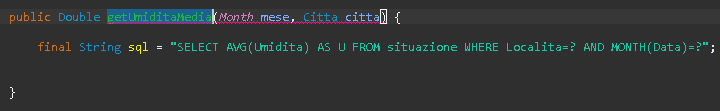 public Double getUmiditaMedia(Month mese, Citta citta) {
final String sql = "SELECT AVG(Umidita) AS U FROM situazione WHERE Localita=? AND MONTH(Data)=?";
}